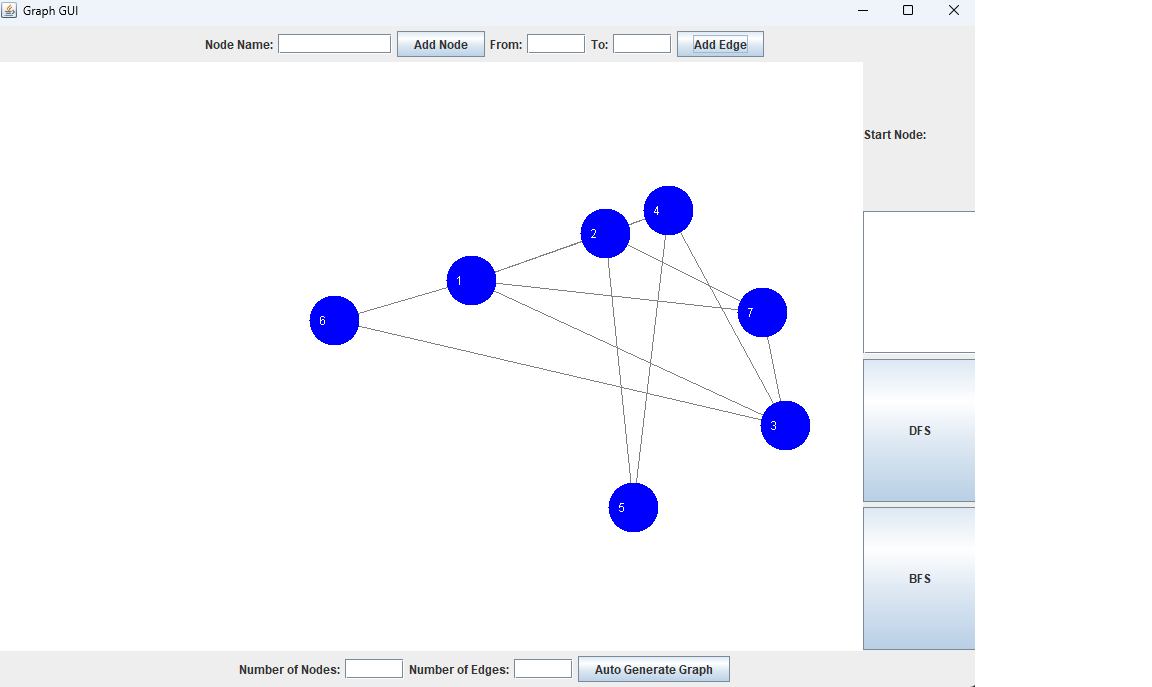 Graph GUI
Node Name: Add Node From: To: Add Edge
Start Node:
4
2
1
7
6
3
DFS
5
BFS
Number of Nodes: Number of Edges: Auto Generate Graph